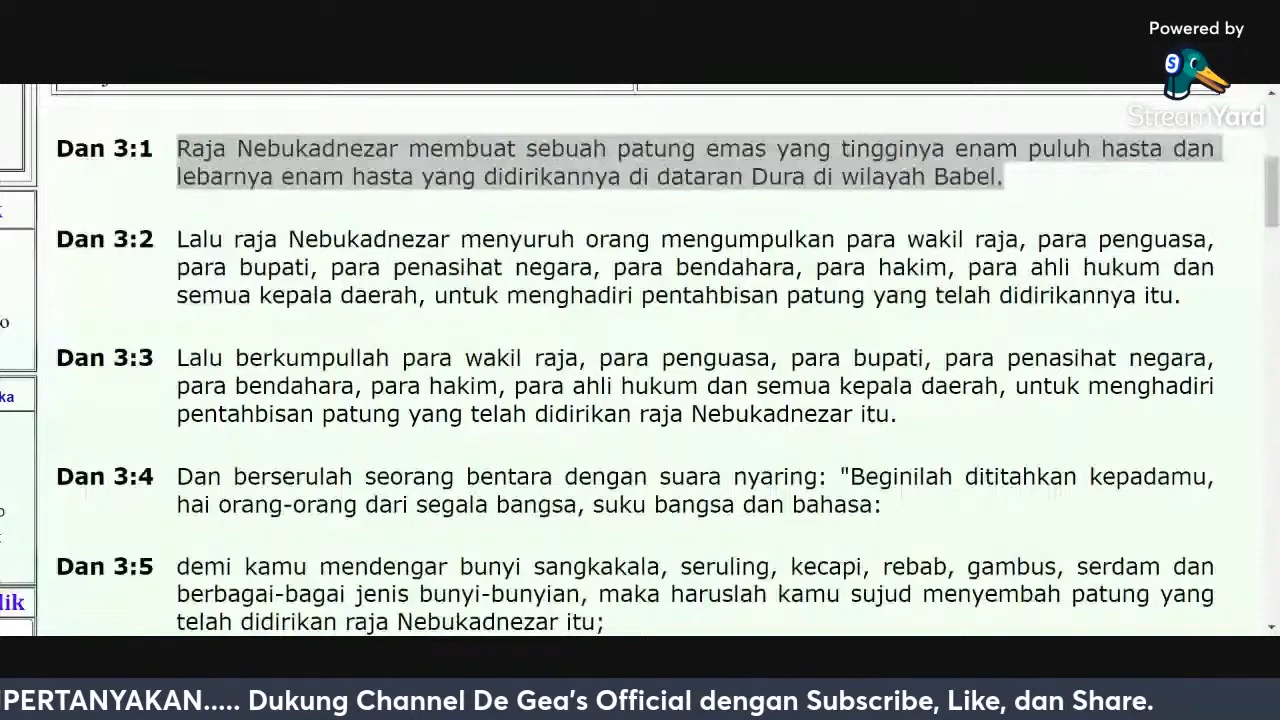 Powered by
S
StreamYard
Dan 3:1 Raja Nebukadnezar membuat sebuah patung emas yang tingginya enam puluh hasta dan
lebarnya enam hasta yang didirikannya di dataran Dura di wilayah Babel.
Dan 3:2 Lalu raja Nebukadnezar menyuruh orang mengumpulkan para wakil raja, para penguasa,
para bupati, para penasihat negara, para bendahara, para hakim, para ahli hukum dan
semua kepala daerah, untuk menghadiri pentahbisan patung yang telah didirikannya itu.
Dan 3:3 Lalu berkumpullah para wakil raja, para penguasa, para bupati, para penasihat negara,
para bendahara, para hakim, para ahli hukum dan semua kepala daerah, untuk menghadiri
pentahbisan patung yang telah didirikan raja Nebukadnezar itu.
Dan 3:4 Dan berserulah seorang bentara dengan suara nyaring: "Beginilah dititahkan kepadamu,
hai orang-orang dari segala bangsa, suku bangsa dan bahasa:
Dan 3:5 demi kamu mendengar bunyi sangkakala, seruling, kecapi, rebab, gambus, serdam dan
berbagai-bagai jenis bunyi-bunyian, maka haruslah kamu sujud menyembah patung yang
telah didirikan raja Nebukadnezar itu;
ka
lik
IPERTANYAKAN..... Dukung Channel De Gea's Official dengan Subscribe, Like, dan Share.